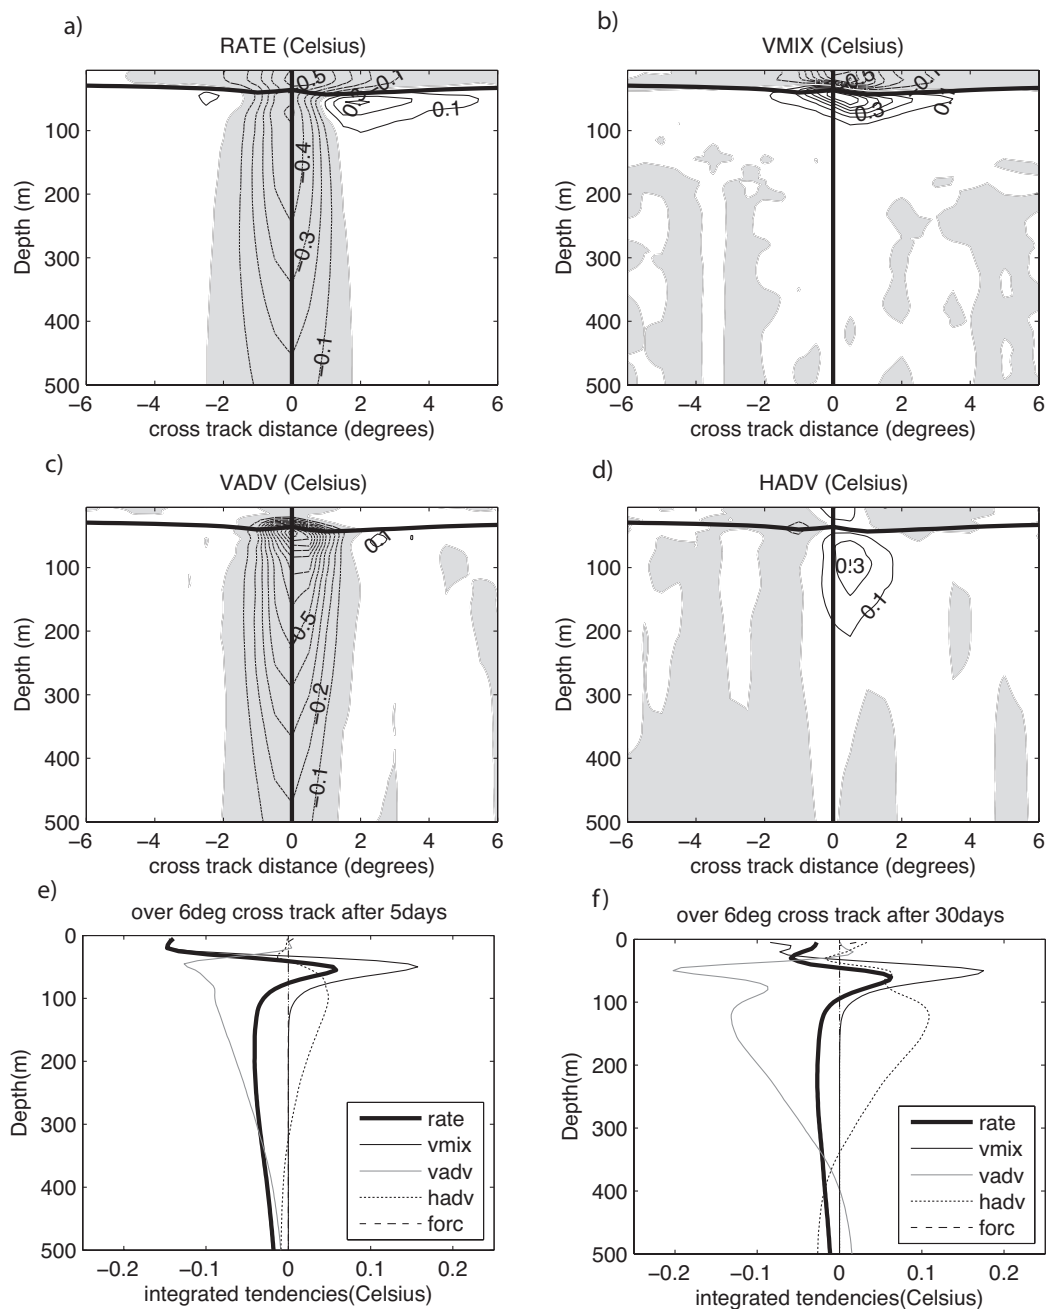 a)
RATE (Celsius)
0.5
0.1
0.1
−0.4
−0.3
−0.1
100
200
300
400
500
Depth (m)
−6 −4 −2 0 2 4 6
cross track distance (degrees)
b)
VMIX (Celsius)
0.3
100
200
300
400
500
Depth (m)
−6 −4 −2 0 2 4 6
cross track distance (degrees)
c)
VADV (Celsius)
0.5
−0.2
−0.1
100
200
300
400
500
Depth (m)
−6 −4 −2 0 2 4 6
cross track distance (degrees)
d)
HADV (Celsius)
0.3
0.1
100
200
300
400
500
Depth (m)
−6 −4 −2 0 2 4 6
cross track distance (degrees)
e)
over 6deg cross track after 5days
0
100
200
300
400
500
Depth(m)
rate
vmix
vadv
hadv
forc
−0.2 −0.1 0 0.1 0.2
integrated tendencies(Celsius)
f)
over 6deg cross track after 30days
0
100
200
300
400
500
Depth(m)
rate
vmix
vadv
hadv
forc
−0.2 −0.1 0 0.1 0.2
integrated tendencies(Celsius)